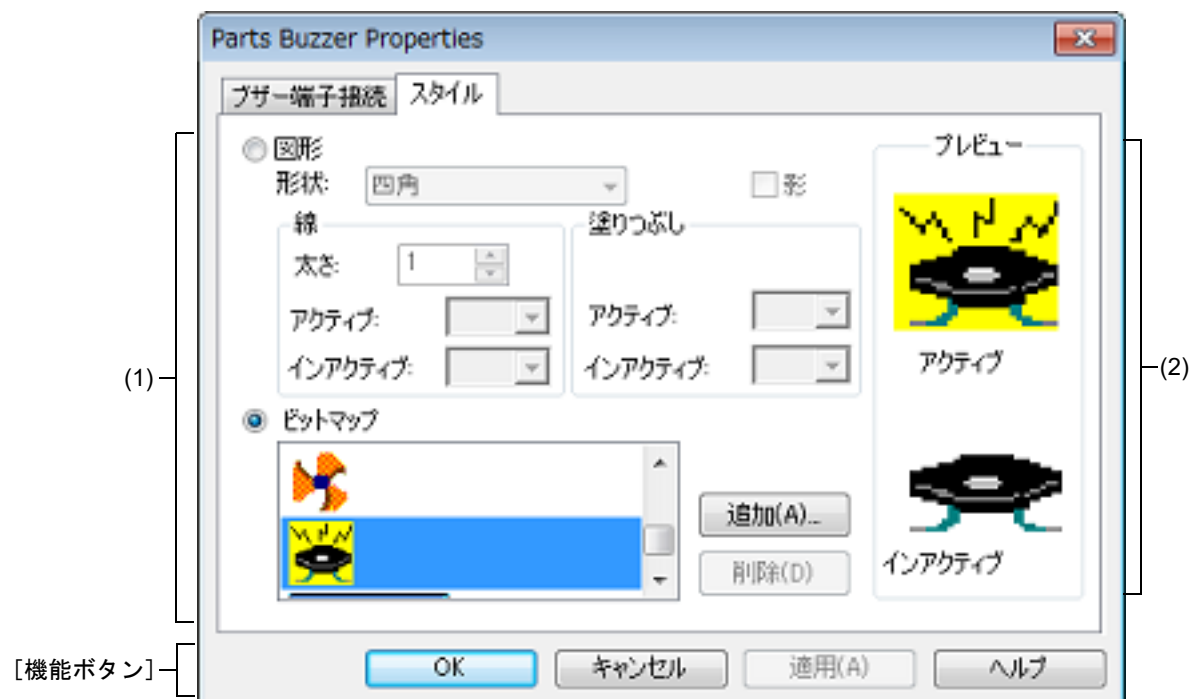 Parts Buzzer Properties
ブザー端子接続 スタイル
図形
形状: 四角 影
線
太さ: 1
アクティブ:
インアクティブ:
塗りつぶし
アクティブ:
インアクティブ:
ビットマップ
追加(A)...
削除(D)
プレビュー
アクティブ
インアクティブ
(1)
(2)
[機能ボタン]
OK キャンセル 適用(A) ヘルプ